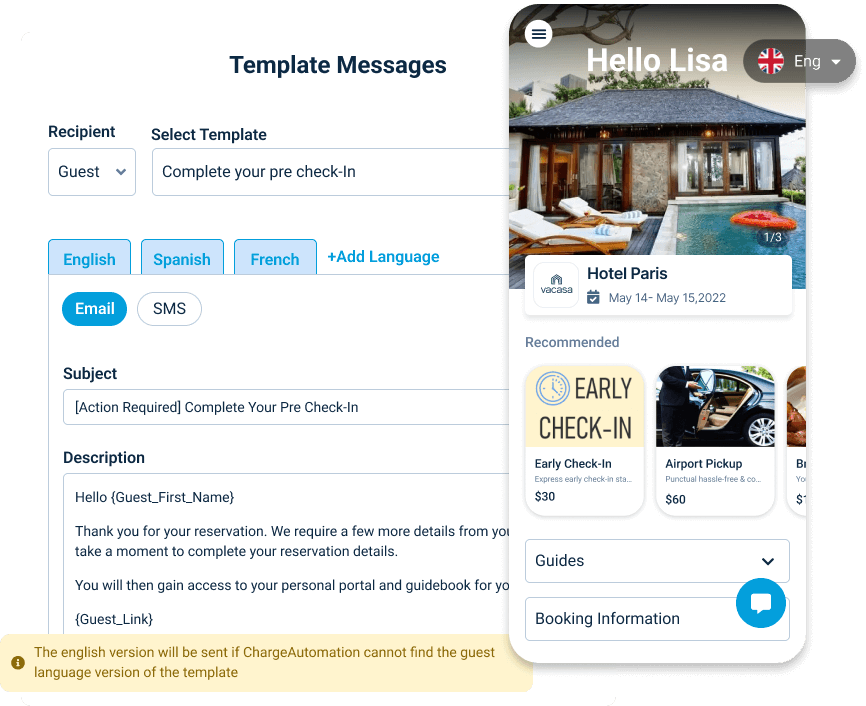 Template Messages
Recipient
Select Template
Guest
Complete your pre check-In
English
Spanish
French
+Add Language
Email
SMS
Subject
[Action Required] Complete Your Pre Check-In
Description
Hello {Guest_First_Name}
Thank you for your reservation. We require a few more details from you
take a moment to complete your reservation details.
You will then gain access to your personal portal and guidebook for yo
{Guest_Link}
The english version will be sent if ChargeAutomation cannot find the guest
language version of the template
Hello Lisa
Eng
1/3
vacasa
Hotel Paris
May 14- May 15,2022
Recommended
EARLY
CHECK-IN
Early Check-In
Express early check-in sta...
$30
Airport Pickup
Punctual hassle-free & co...
$60
Br
You
$1
Guides
Booking Information